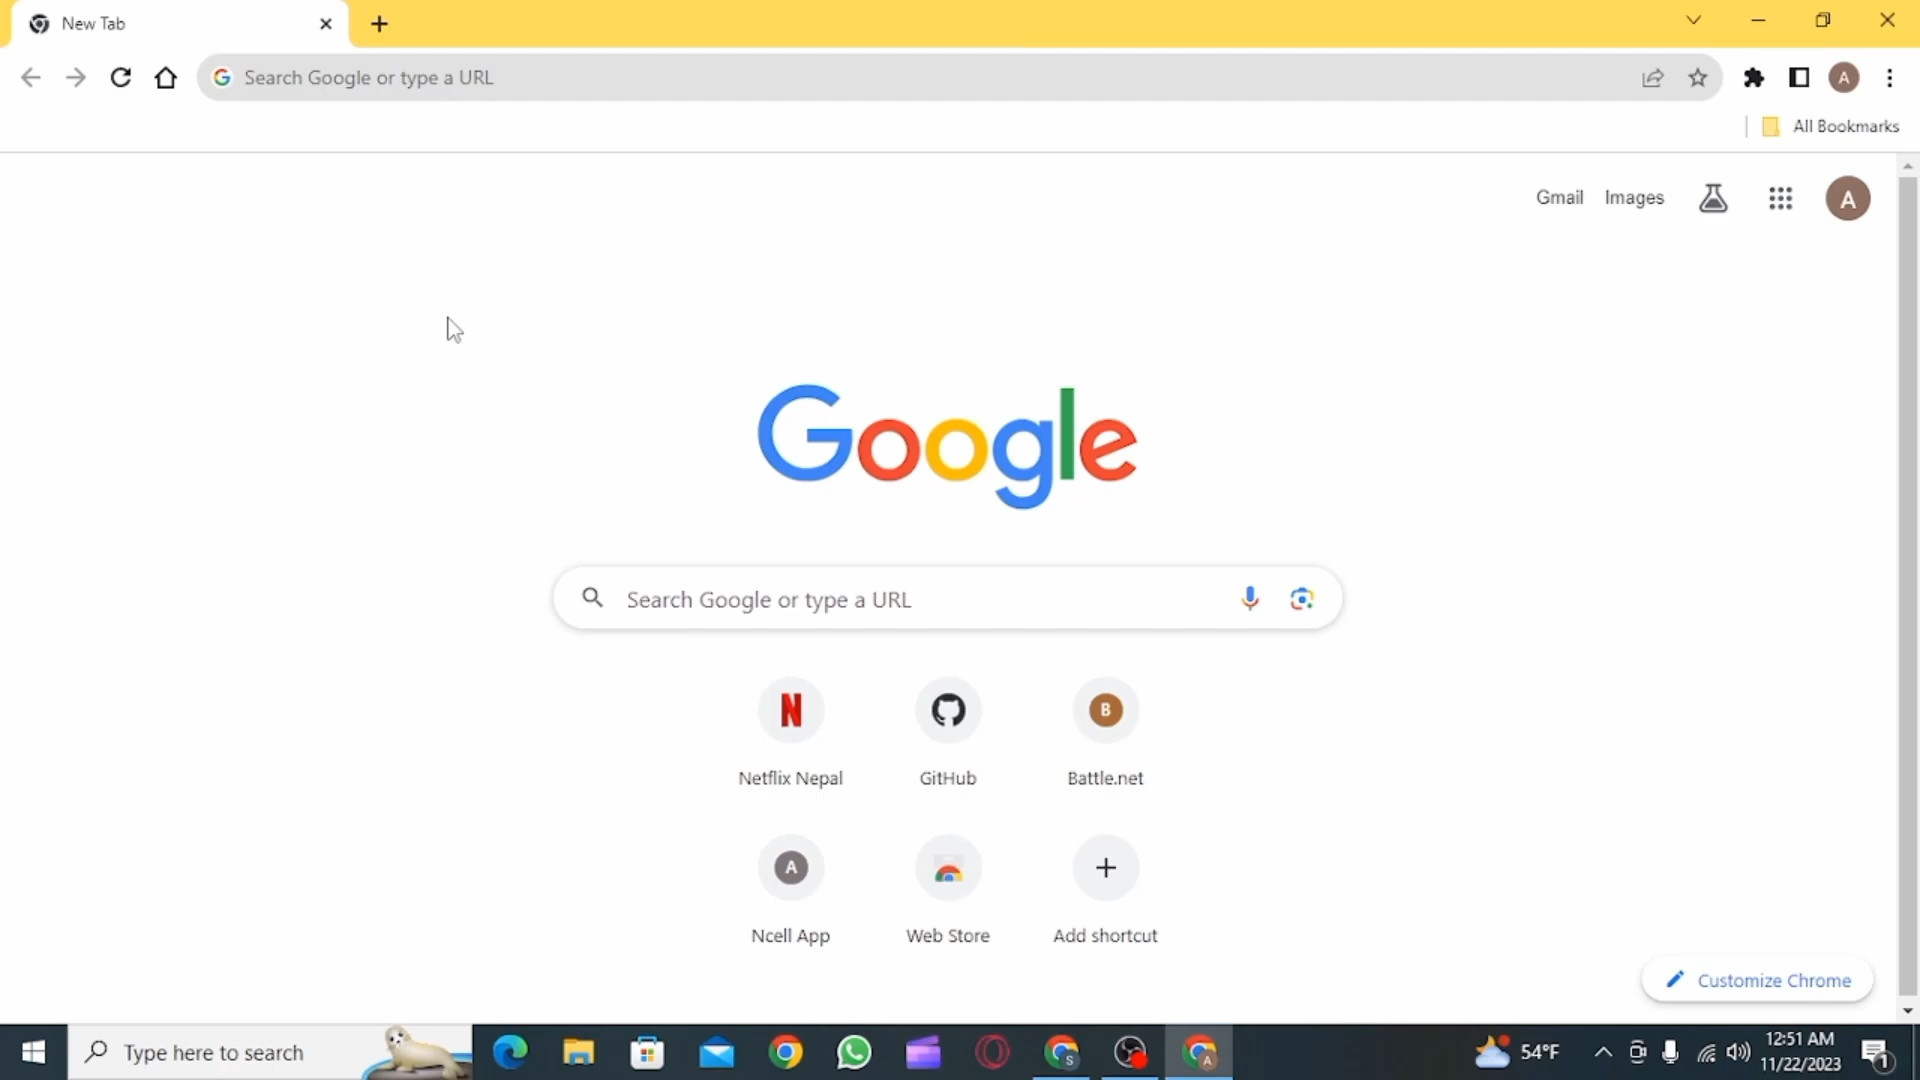 New Tab
Search Google or type a URL
A
All Bookmarks
Gmail Images A
Google
Search Google or type a URL
N B
Netflix Nepal GitHub Battle.net
A
Ncell App Web Store Add shortcut
Customize Chrome
Type here to search
S
A
54°F
12:51 AM
11/22/2023
1